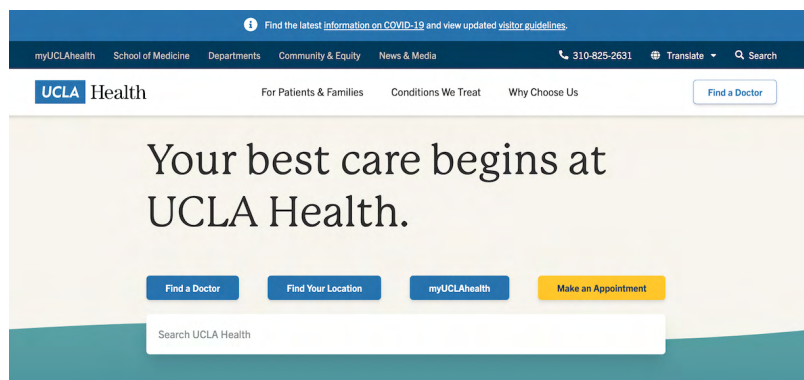 Find the latest information on COVID-19 and view updated visitor guidelines.
myUCLAhealth School of Medicine Departments Community & Equity News & Media 310-825-2631 Translate Search
UCLA Health For Patients & Families Conditions We Treat Why Choose Us Find a Doctor
Your best care begins at
UCLA Health.
Find a Doctor Find Your Location myUCLAhealth Make an Appointment
Search UCLA Health